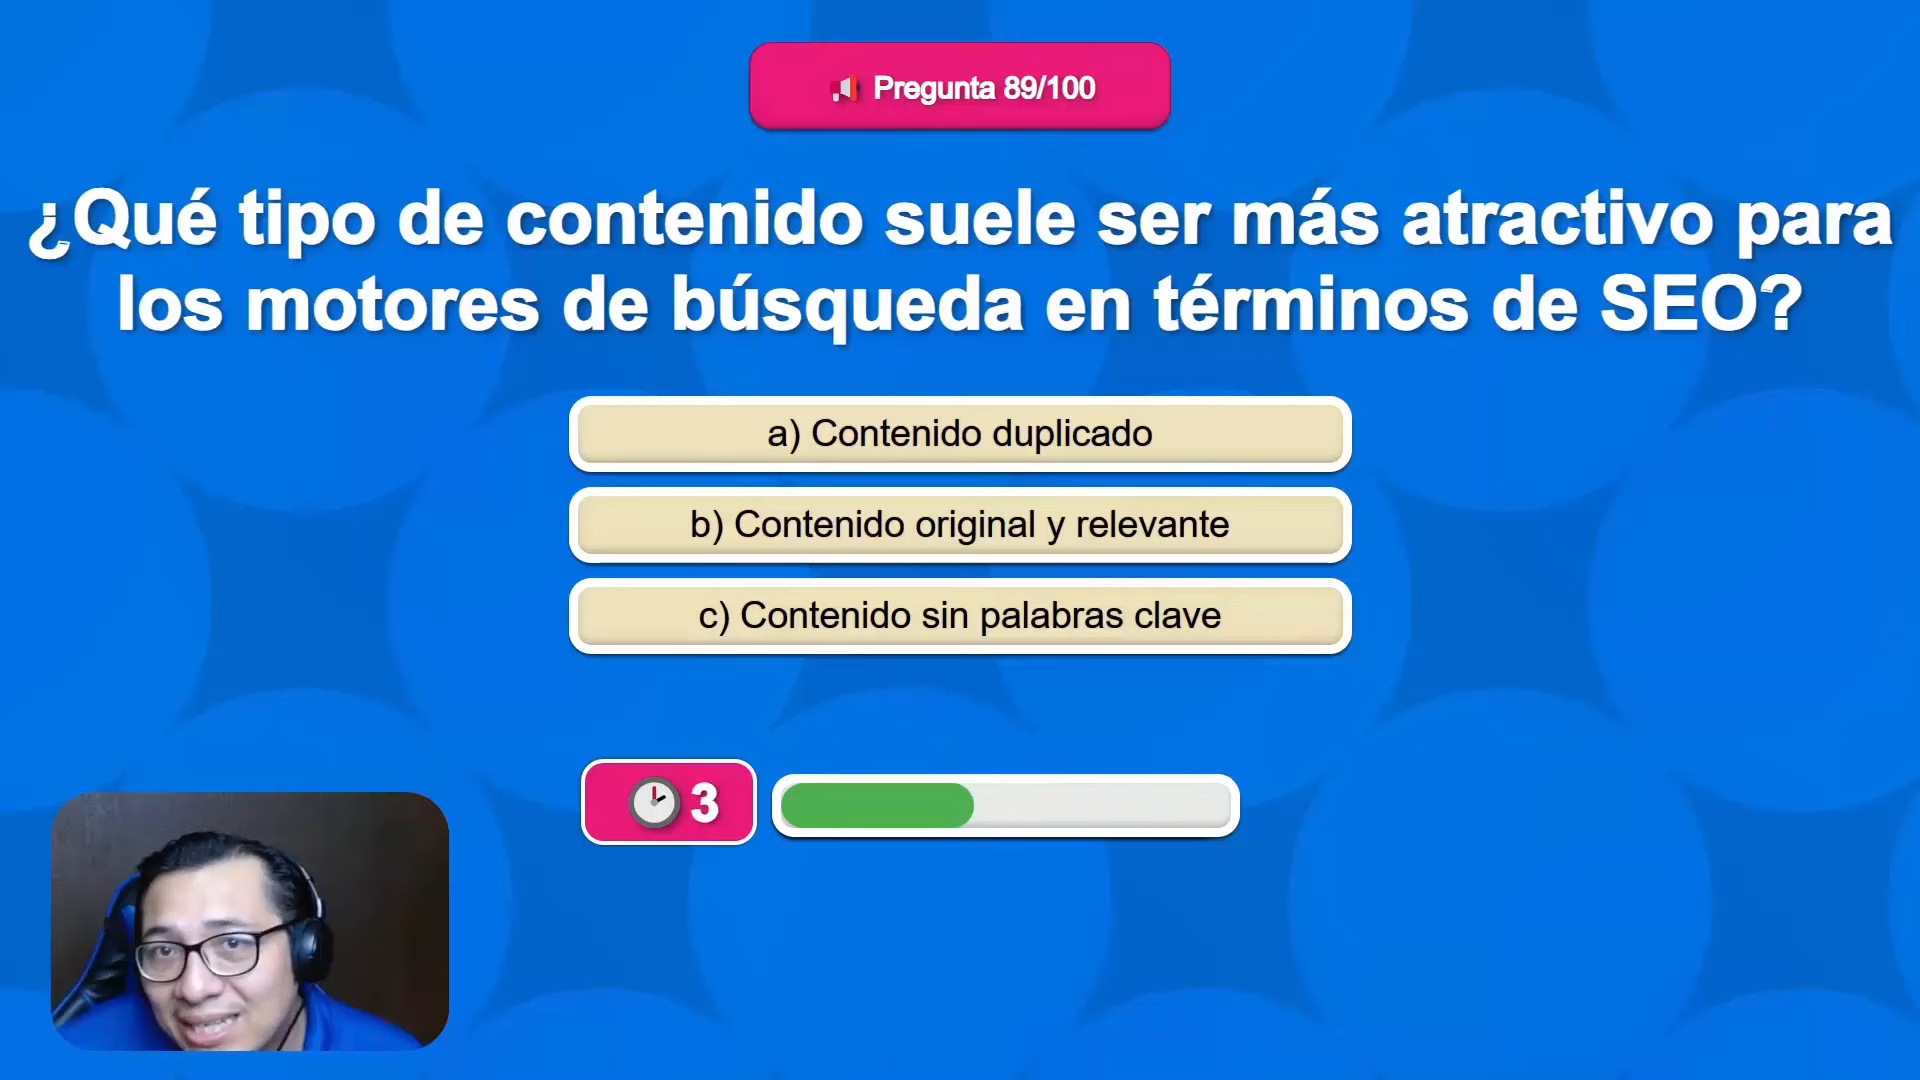 Pregunta 89/100
¿Qué tipo de contenido suele ser más atractivo para
los motores de búsqueda en términos de SEO?
a) Contenido duplicado
b) Contenido original y relevante
c) Contenido sin palabras clave
3